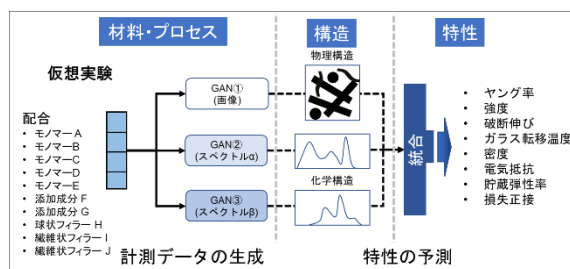 材料・プロセス
構造
特性
仮想実験
配合
・ モノマーA
・ モノマーB
・ モノマーC
・ モノマーD
・ モノマーE
・ 添加成分 F
・ 添加成分 G
・ 球状フィラー H
・ 繊維状フィラー I
・ 繊維状フィラー J
GAN①
(画像)
GAN②
(スペクトルα)
GAN③
(スペクトルβ)
計測データの生成
物理構造
化学構造
統合
特性の予測
・ ヤング率
・ 強度
・ 破断伸び
・ ガラス転移温度
・ 密度
・ 電気抵抗
・ 貯蔵弾性率
・ 損失正接